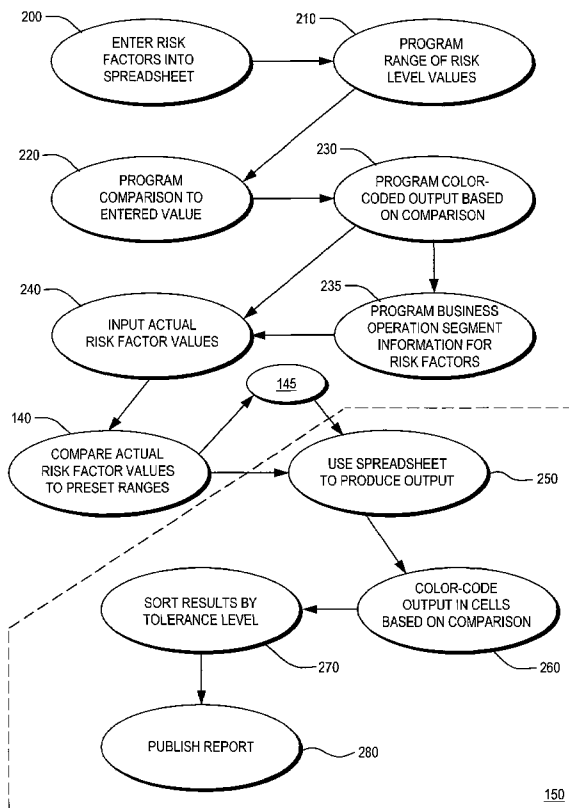 200
ENTER RISK
FACTORS INTO
SPREADSHEET
210
PROGRAM
RANGE OF RISK
LEVEL VALUES
220
PROGRAM
COMPARISON TO
ENTERED VALUE
230
PROGRAM COLOR-
CODED OUTPUT BASED
ON COMPARISON
240
INPUT ACTUAL
RISK FACTOR VALUES
235
PROGRAM BUSINESS
OPERATION SEGMENT
INFORMATION FOR
RISK FACTORS
145
140
COMPARE ACTUAL
RISK FACTOR VALUES
TO PRESET RANGES
USE SPREADSHEET
TO PRODUCE OUTPUT
250
COLOR-CODE
OUTPUT IN CELLS
BASED ON COMPARISON
260
SORT RESULTS BY
TOLERANCE LEVEL
270
PUBLISH REPORT
280
150